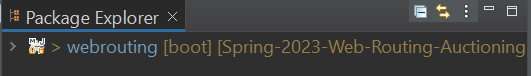 Package Explorer
> webrouting [boot] [Spring-2023-Web-Routing-Auctioning